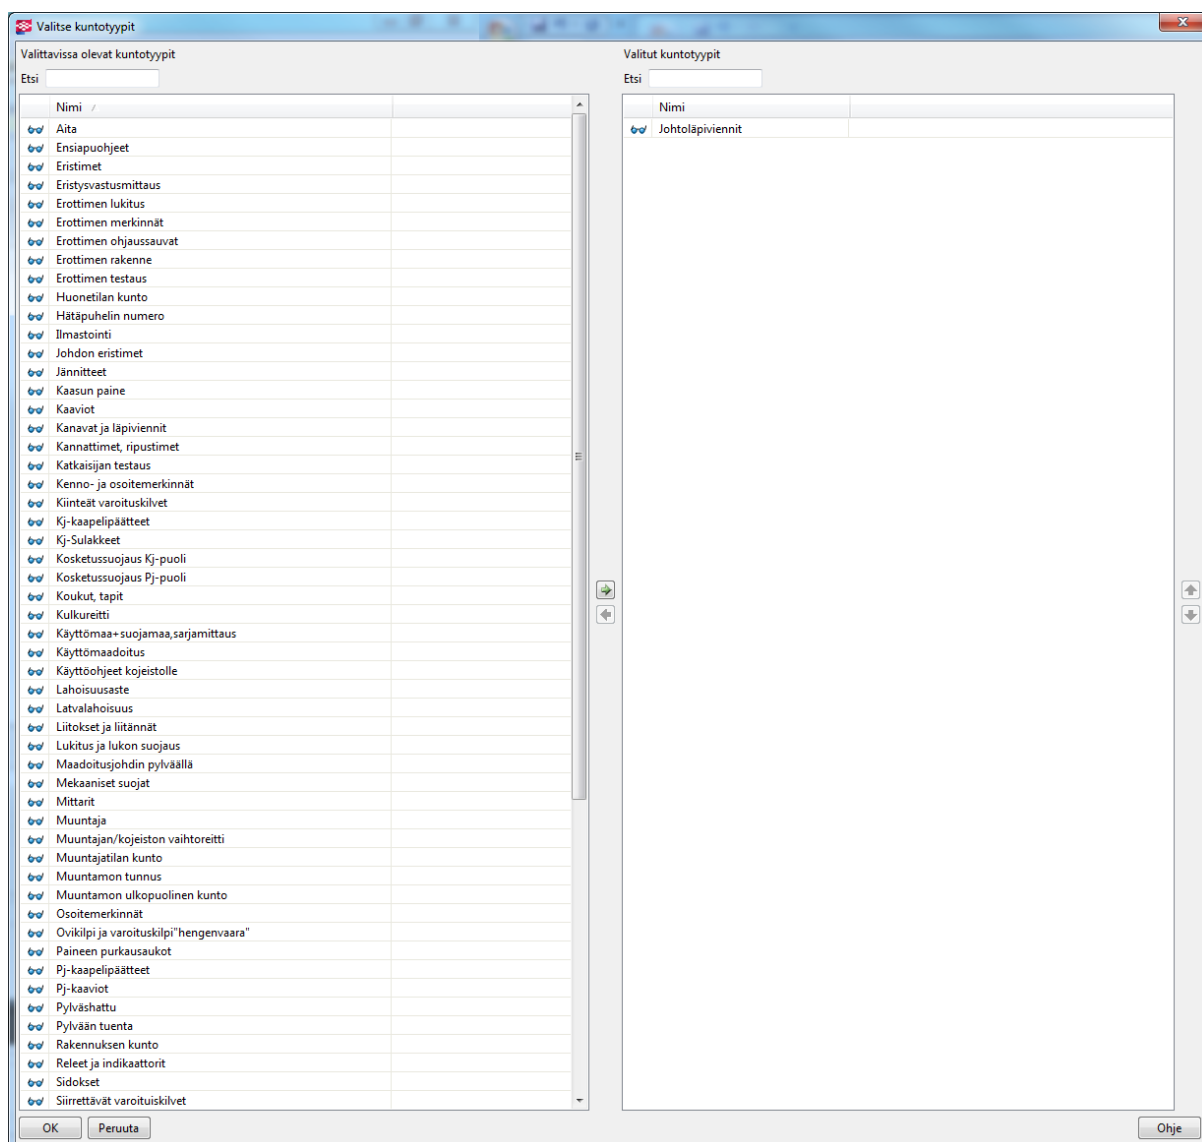 Valitse kuntotyypit
X
Valittavissa olevat kuntotyypit
Etsi
Nimi
Aita
Ensiapuohjeet
Eristimet
Eristysvastusmittaus
Erottimen lukitus
Erottimen merkinnät
Erottimen ohjaussauvat
Erottimen rakenne
Erottimen testaus
Huonetilan kunto
Hätäpuhelin numero
Ilmastointi
Johdon eristimet
Jännitteet
Kaasun paine
Kaaviot
Kanavat ja läpiviennit
Kannattimet, ripustimet
Katkaisijan testaus
Kenno- ja osoitemerkinnät
Kiinteät varoituskilvet
Kj-kaapelipäätteet
Kj-Sulakkeet
Kosketussuojaus Kj-puoli
Kosketussuojaus Pj-puoli
Koukut, tapit
Kulkureitti
Käyttömaa+suojamaa,sarjamittaus
Käyttömaadoitus
Käyttöohjeet kojeistolle
Lahoisuusaste
Latvalahoisuus
Liitokset ja liitännät
Lukitus ja lukon suojaus
Maadoitusjohdin pylväällä
Mekaaniset suojat
Mittarit
Muuntaja
Muuntajan/kojeiston vaihtoreitti
Muuntajatilan kunto
Muuntamon tunnus
Muuntamon ulkopuolinen kunto
Osoitemerkinnät
Ovikilpi ja varoituskilpi"hengenvaara"
Paineen purkausaukot
Pj-kaapelipäätteet
Pj-kaaviot
Pylväshattu
Pylvään tuenta
Rakennuksen kunto
Releet ja indikaattorit
Sidokset
Siirrettävät varoituiskilvet
Valitut kuntotyypit
Etsi
Nimi
Johtoläpiviennit
OK
Peruuta
Ohje